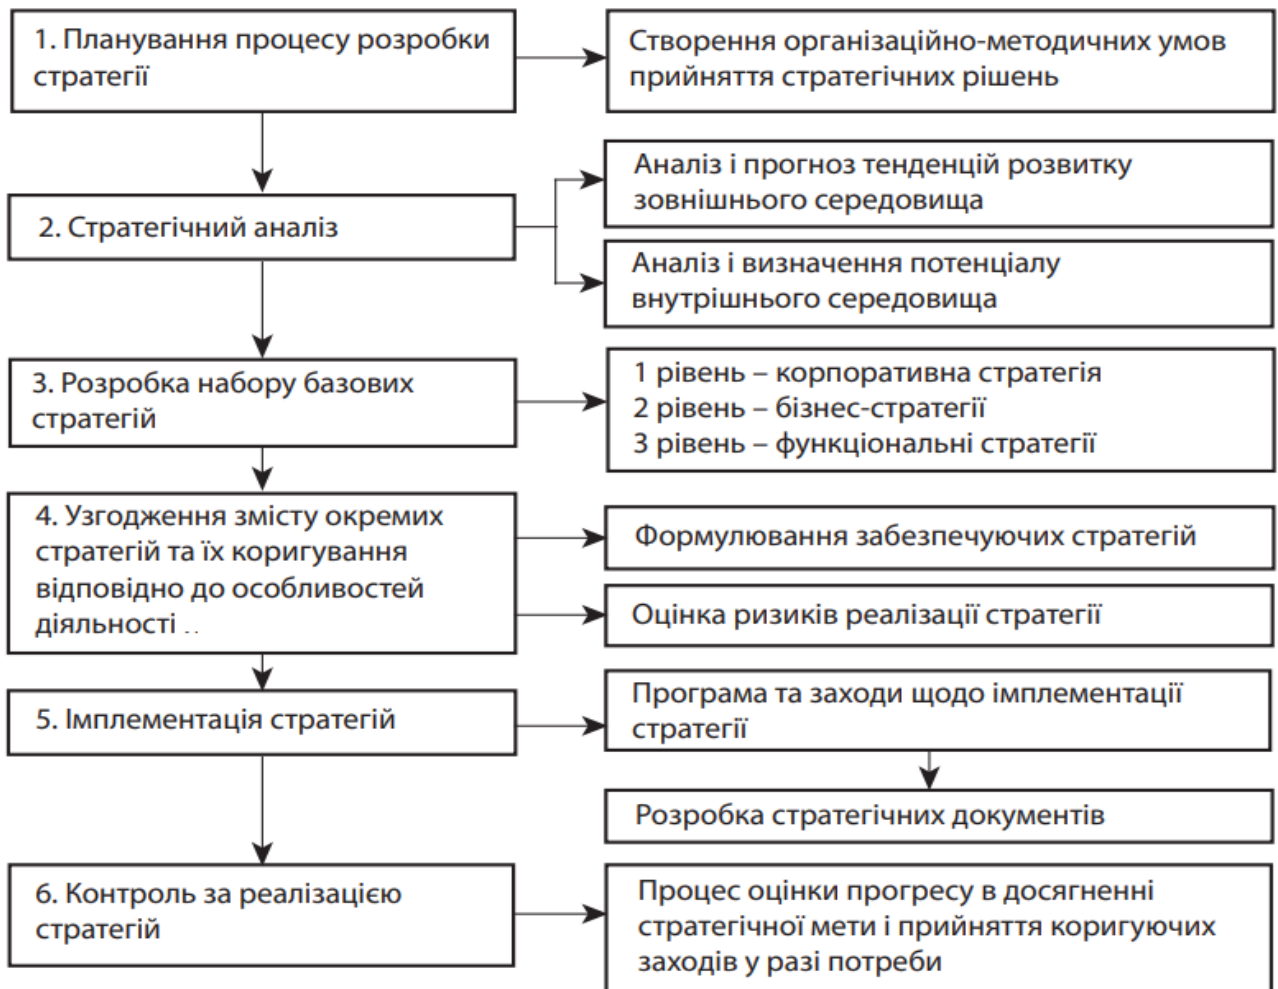 1. Планування процесу розробки
стратегії
Створення організаційно-методичних умов
прийняття стратегічних рішень
2. Стратегічний аналіз
Аналіз і прогноз тенденцій розвитку
зовнішнього середовища
Аналіз і визначення потенціалу
внутрішнього середовища
3. Розробка набору базових
стратегій
1 рівень – корпоративна стратегія
2 рівень – бізнес-стратегії
3 рівень – функціональні стратегії
4. Узгодження змісту окремих
стратегій та їх коригування
відповідно до особливостей
діяльності ..
Формулювання забезпечуючих стратегій
Оцінка ризиків реалізації стратегії
5. Імплементація стратегій
Програма та заходи щодо імплементації
стратегії
Розробка стратегічних документів
6. Контроль за реалізацією
стратегій
Процес оцінки прогресу в досягненні
стратегічної мети і прийняття коригуючих
заходів у разі потреби